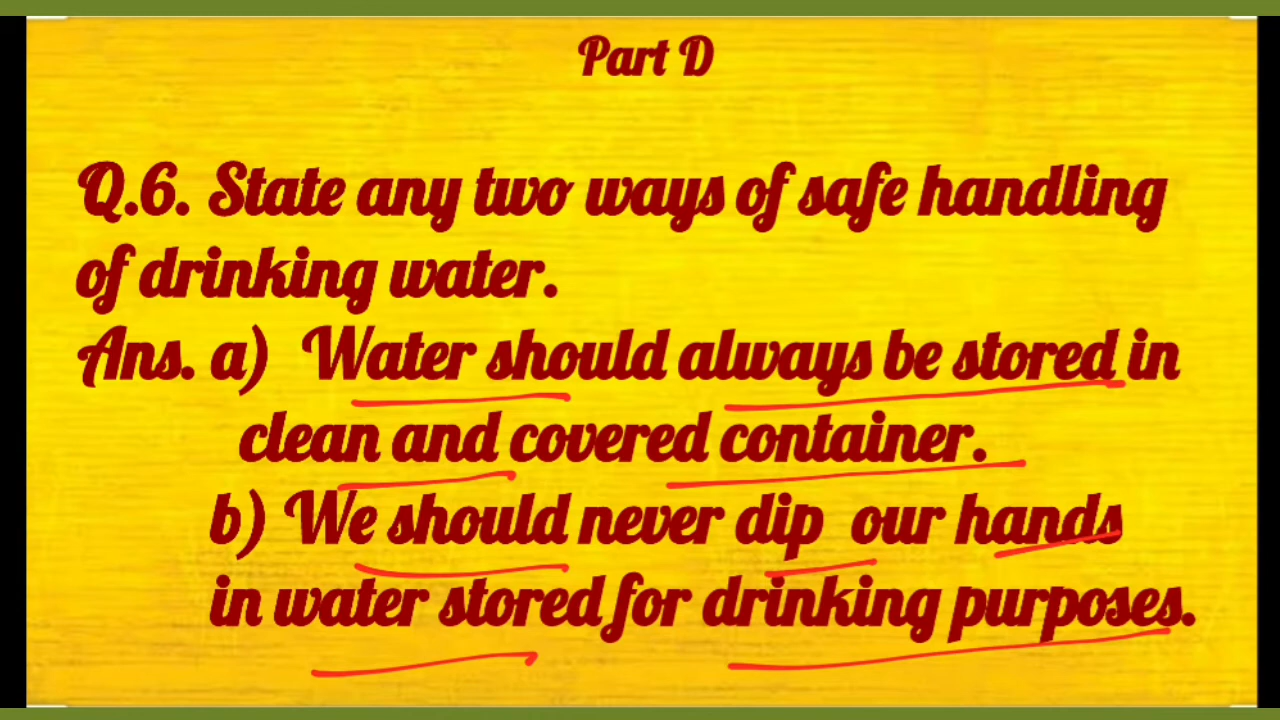 Part D
Q.6. State any two ways of safe handling
of drinking water.
Ans. a) Water should always be stored in
clean and covered container.
b) We should never dip our hands
in water stored for drinking purposes.